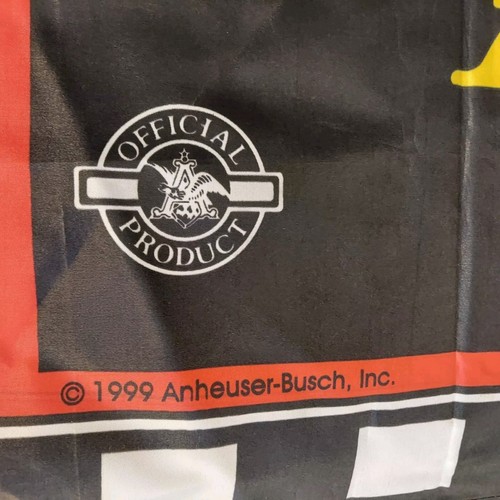 OFFICIAL
A
PRODUCT
© 1999 Anheuser-Busch, Inc.